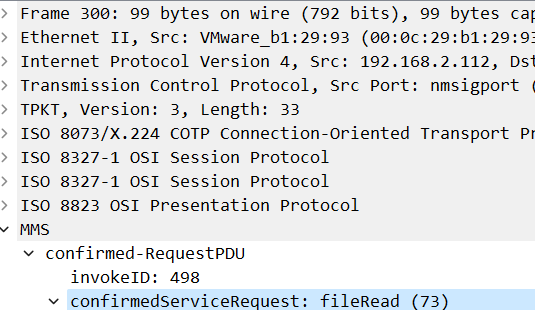 Frame 300: 99 bytes on wire (792 bits), 99 bytes cap
Ethernet II, Src: VMware_b1:29:93 (00:0c:29:b1:29:93
Internet Protocol Version 4, Src: 192.168.2.112, Dst
Transmission Control Protocol, Src Port: nmsigport (
TPKT, Version: 3, Length: 33
ISO 8073/X.224 COTP Connection-Oriented Transport Pr
ISO 8327-1 OSI Session Protocol
ISO 8327-1 OSI Session Protocol
ISO 8823 OSI Presentation Protocol
MMS
confirmed-RequestPDU
invokeID: 498
confirmedServiceRequest: fileRead (73)